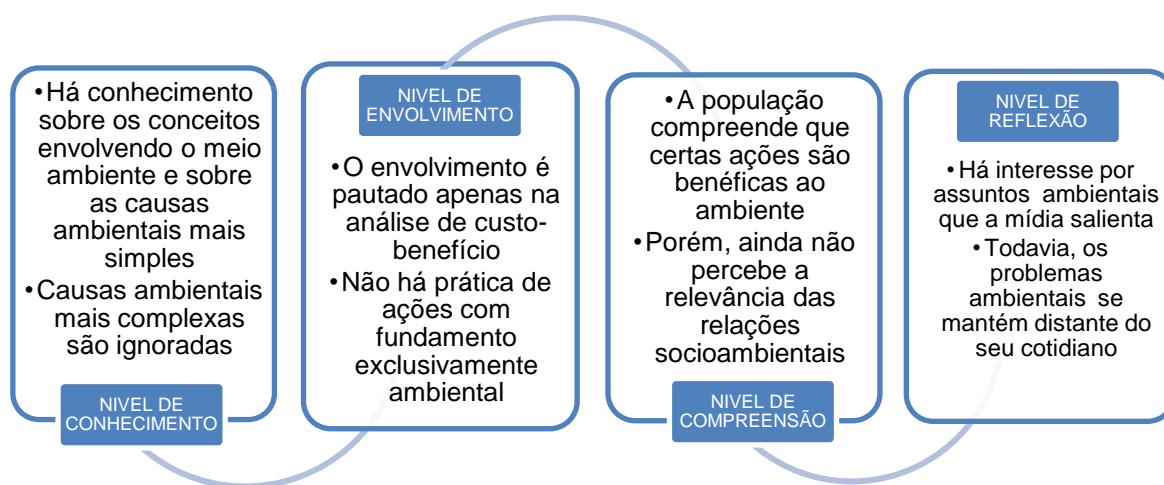 •Há conhecimento
sobre os conceitos
envolvendo o meio
ambiente e sobre
as causas
ambientais mais
simples
•Causas ambientais
mais complexas
são ignoradas
NIVEL DE
CONHECIMENTO
NIVEL DE
ENVOLVIMENTO
•O envolvimento é
pautado apenas na
análise de custo-
benefício
•Não há prática de
ações com
fundamento
exclusivamente
ambiental
•A população
compreende que
certas ações são
benéficas ao
ambiente
•Porém, ainda não
percebe a
relevância das
relações
socioambientais
NIVEL DE
COMPREENSÃO
NIVEL DE
REFLEXÃO
•Há interesse por
assuntos ambientais
que a mídia salienta
•Todavia, os
problemas
ambientais se
mantém distante do
seu cotidiano